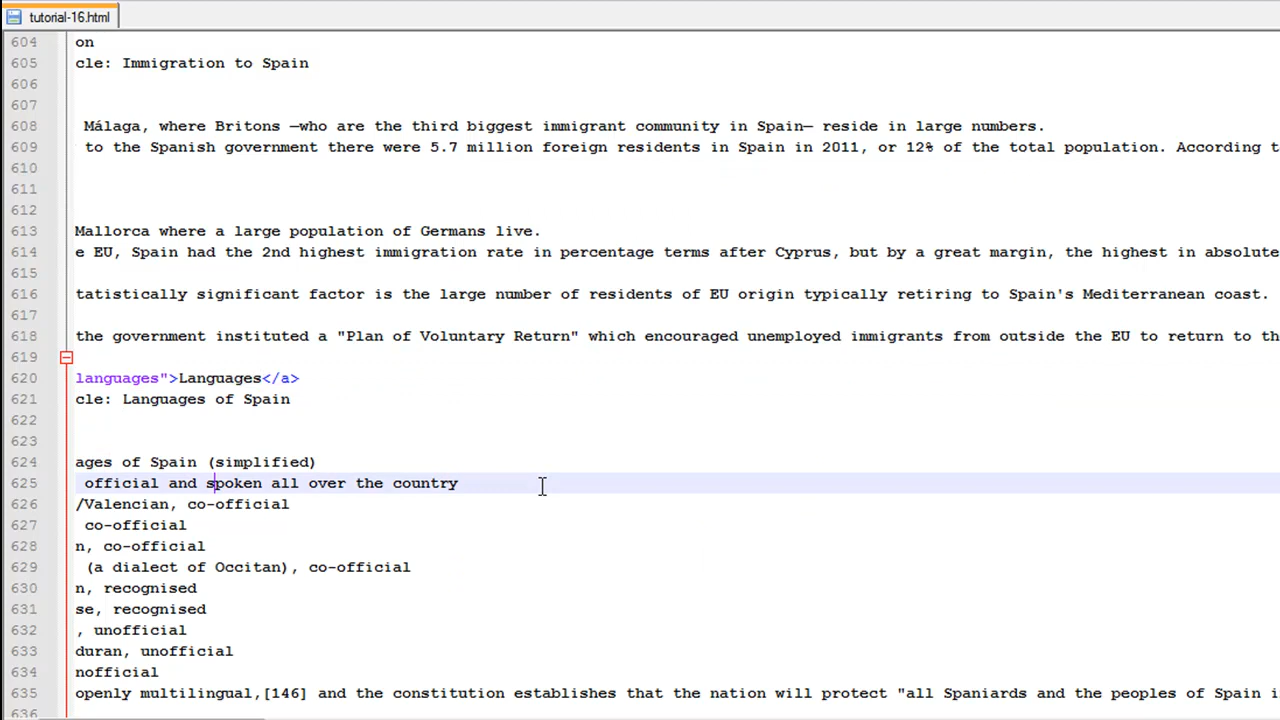 tutorial-16.html
604 on
605 cle: Immigration to Spain
606
607
608 Málaga, where Britons —who are the third biggest immigrant community in Spain— reside in large numbers.
609 to the Spanish government there were 5.7 million foreign residents in Spain in 2011, or 12% of the total population. According t
610
611
612
613 Mallorca where a large population of Germans live.
614 e EU, Spain had the 2nd highest immigration rate in percentage terms after Cyprus, but by a great margin, the highest in absolute
615
616 tatistically significant factor is the large number of residents of EU origin typically retiring to Spain's Mediterranean coast.
617
618 the government instituted a "Plan of Voluntary Return" which encouraged unemployed immigrants from outside the EU to return to th
619
620 languages">Languages</a>
621 cle: Languages of Spain
622
623
624 ages of Spain (simplified)
625 official and spoken all over the country
626 /Valencian, co-official
627 co-official
628 n, co-official
629 (a dialect of Occitan), co-official
630 n, recognised
631 se, recognised
632 , unofficial
633 duran, unofficial
634 nofficial
635 openly multilingual,[146] and the constitution establishes that the nation will protect "all Spaniards and the peoples of Spain i
636